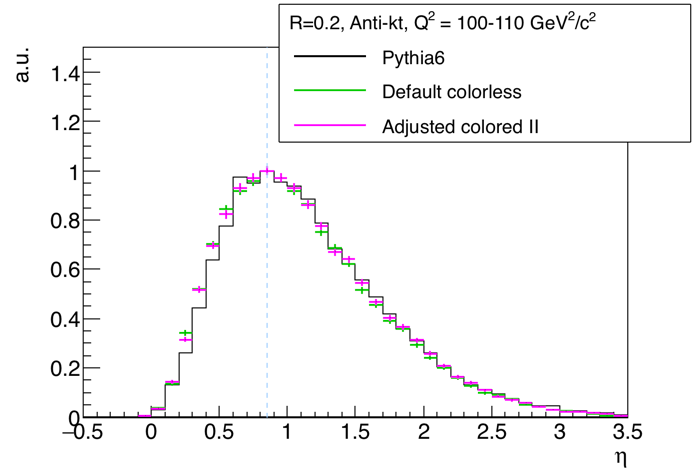 R=0.2, Anti-kt, Q² = 100-110 GeV²/c²
Pythia6
Default colorless
Adjusted colored II
a.u.
1.4
1.2
1
0.8
0.6
0.4
0.2
0
−0.5 0 0.5 1 1.5 2 2.5 3 3.5
η